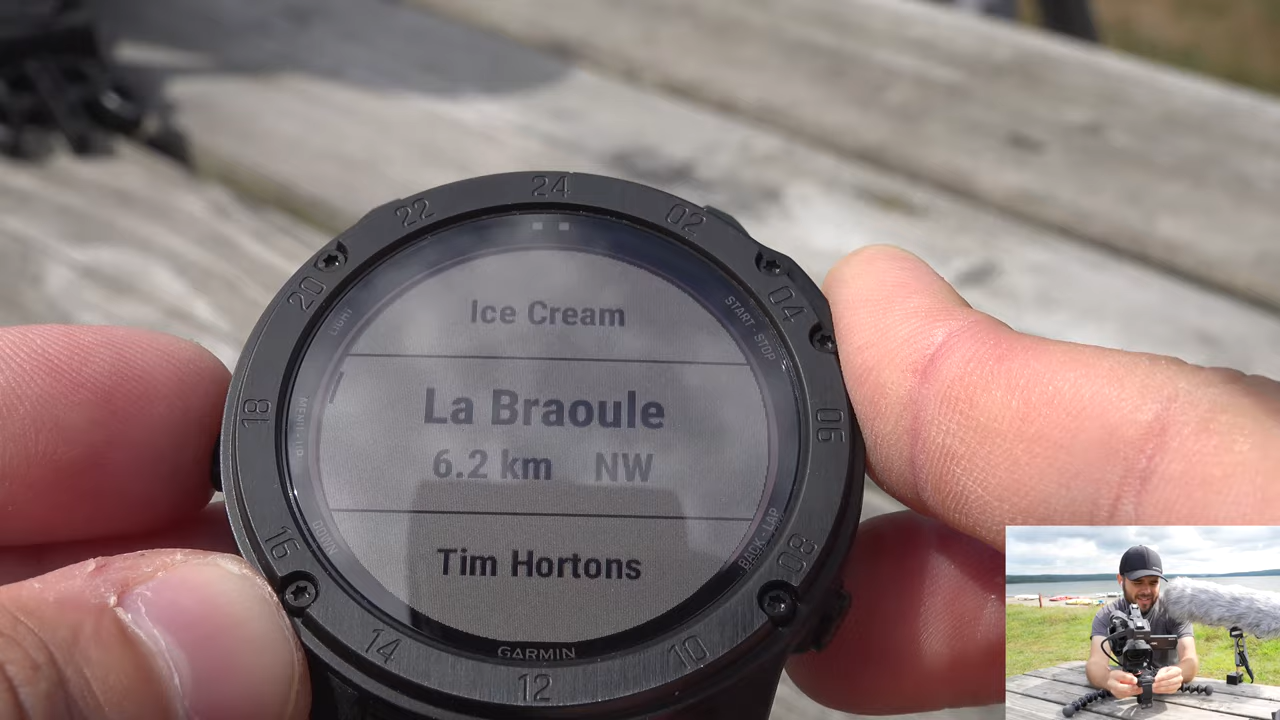 24
22
02
20
04
LIGHT
START · STOP
Ice Cream
La Braoule
6.2 km NW
Tim Hortons
18
06
MENU · UP
DOWN
BACK · LAP
16
08
GARMIN
14
10
12